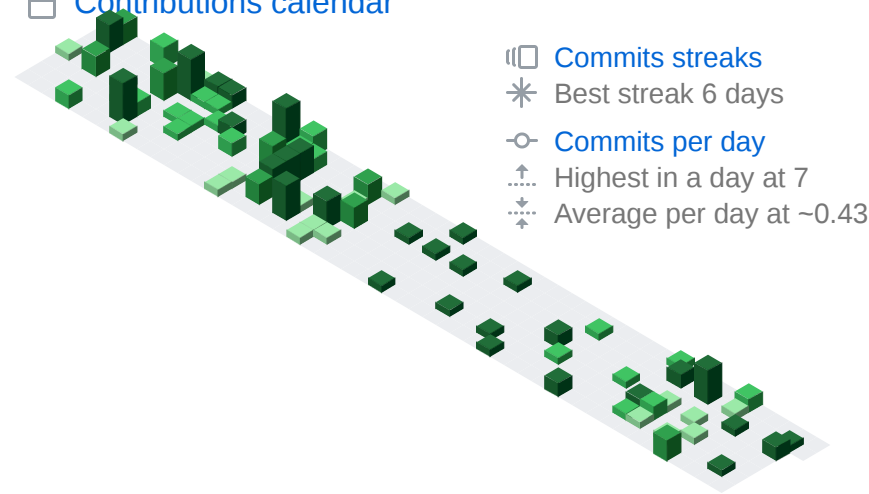 Contributions calendar
Commits streaks
Best streak 6 days
Commits per day
Highest in a day at 7
Average per day at ~0.43